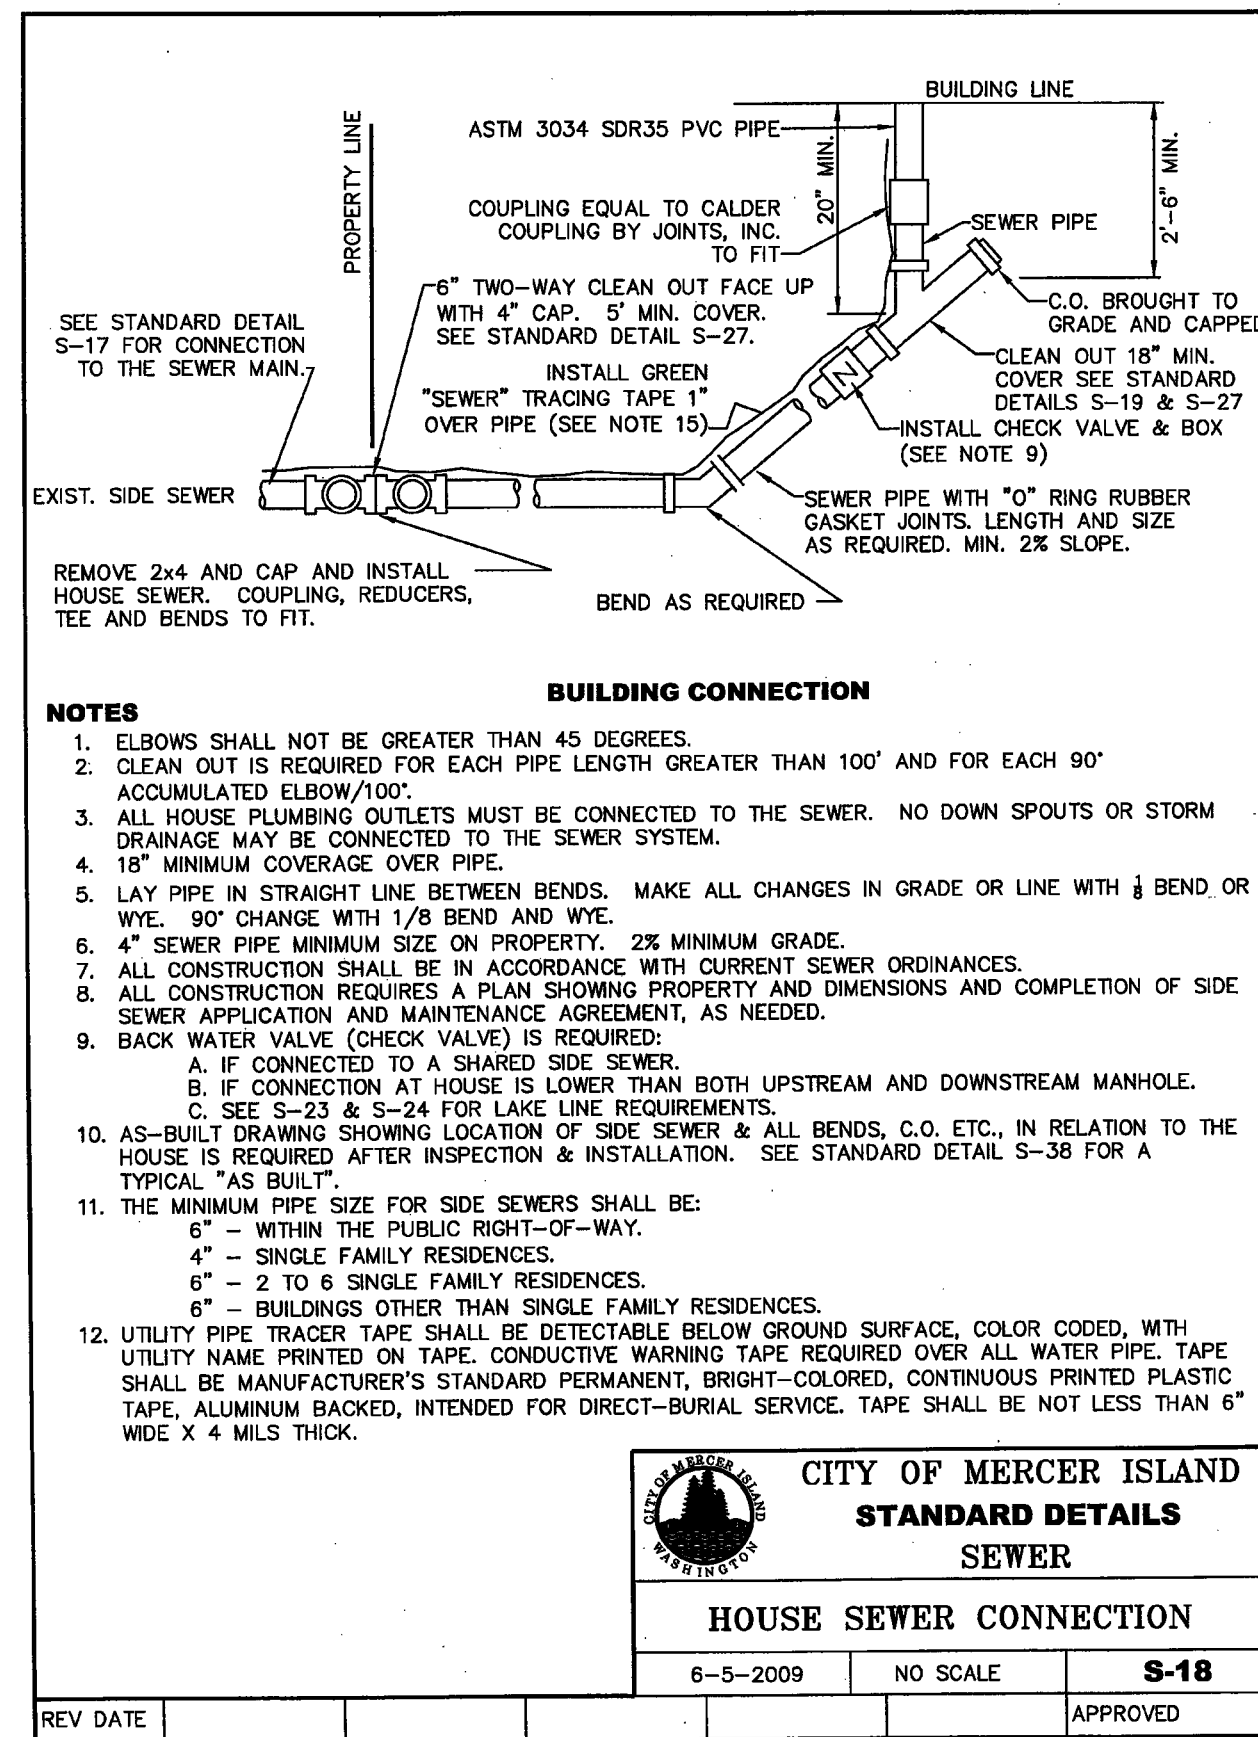 BUILDING LINE
PROPERTY LINE
ASTM 3034 SDR35 PVC PIPE
20" MIN.
2'-6" MIN.
COUPLING EQUAL TO CALDER
COUPLING BY JOINTS, INC.
TO FIT
SEWER PIPE
6" TWO-WAY CLEAN OUT FACE UP
WITH 4" CAP. 5' MIN. COVER.
SEE STANDARD DETAIL S-27.
C.O. BROUGHT TO
GRADE AND CAPPED
SEE STANDARD DETAIL
S-17 FOR CONNECTION
TO THE SEWER MAIN.
CLEAN OUT 18" MIN.
COVER SEE STANDARD
DETAILS S-19 & S-27
INSTALL GREEN
"SEWER" TRACING TAPE 1"
OVER PIPE (SEE NOTE 15)
N
INSTALL CHECK VALVE & BOX
(SEE NOTE 9)
EXIST. SIDE SEWER
SEWER PIPE WITH "O" RING RUBBER
GASKET JOINTS. LENGTH AND SIZE
AS REQUIRED. MIN. 2% SLOPE.
REMOVE 2x4 AND CAP AND INSTALL
HOUSE SEWER. COUPLING, REDUCERS,
TEE AND BENDS TO FIT.
BEND AS REQUIRED
BUILDING CONNECTION
NOTES
1. ELBOWS SHALL NOT BE GREATER THAN 45 DEGREES.
2. CLEAN OUT IS REQUIRED FOR EACH PIPE LENGTH GREATER THAN 100' AND FOR EACH 90°
ACCUMULATED ELBOW/100°.
3. ALL HOUSE PLUMBING OUTLETS MUST BE CONNECTED TO THE SEWER. NO DOWN SPOUTS OR STORM
DRAINAGE MAY BE CONNECTED TO THE SEWER SYSTEM.
4. 18" MINIMUM COVERAGE OVER PIPE.
5. LAY PIPE IN STRAIGHT LINE BETWEEN BENDS. MAKE ALL CHANGES IN GRADE OR LINE WITH ⅛ BEND OR
WYE. 90° CHANGE WITH 1/8 BEND AND WYE.
6. 4" SEWER PIPE MINIMUM SIZE ON PROPERTY. 2% MINIMUM GRADE.
7. ALL CONSTRUCTION SHALL BE IN ACCORDANCE WITH CURRENT SEWER ORDINANCES.
8. ALL CONSTRUCTION REQUIRES A PLAN SHOWING PROPERTY AND DIMENSIONS AND COMPLETION OF SIDE
SEWER APPLICATION AND MAINTENANCE AGREEMENT, AS NEEDED.
9. BACK WATER VALVE (CHECK VALVE) IS REQUIRED:
A. IF CONNECTED TO A SHARED SIDE SEWER.
B. IF CONNECTION AT HOUSE IS LOWER THAN BOTH UPSTREAM AND DOWNSTREAM MANHOLE.
C. SEE S-23 & S-24 FOR LAKE LINE REQUIREMENTS.
10. AS-BUILT DRAWING SHOWING LOCATION OF SIDE SEWER & ALL BENDS, C.O. ETC., IN RELATION TO THE
HOUSE IS REQUIRED AFTER INSPECTION & INSTALLATION. SEE STANDARD DETAIL S-38 FOR A
TYPICAL "AS BUILT".
11. THE MINIMUM PIPE SIZE FOR SIDE SEWERS SHALL BE:
6" - WITHIN THE PUBLIC RIGHT-OF-WAY.
4" - SINGLE FAMILY RESIDENCES.
6" - 2 TO 6 SINGLE FAMILY RESIDENCES.
6" - BUILDINGS OTHER THAN SINGLE FAMILY RESIDENCES.
12. UTILITY PIPE TRACER TAPE SHALL BE DETECTABLE BELOW GROUND SURFACE, COLOR CODED, WITH
UTILITY NAME PRINTED ON TAPE. CONDUCTIVE WARNING TAPE REQUIRED OVER ALL WATER PIPE. TAPE
SHALL BE MANUFACTURER'S STANDARD PERMANENT, BRIGHT-COLORED, CONTINUOUS PRINTED PLASTIC
TAPE, ALUMINUM BACKED, INTENDED FOR DIRECT-BURIAL SERVICE. TAPE SHALL BE NOT LESS THAN 6"
WIDE X 4 MILS THICK.
CITY OF MERCER ISLAND
WASHINGTON
CITY OF MERCER ISLAND
STANDARD DETAILS
SEWER
HOUSE SEWER CONNECTION
6-5-2009
NO SCALE
S-18
REV DATE
APPROVED